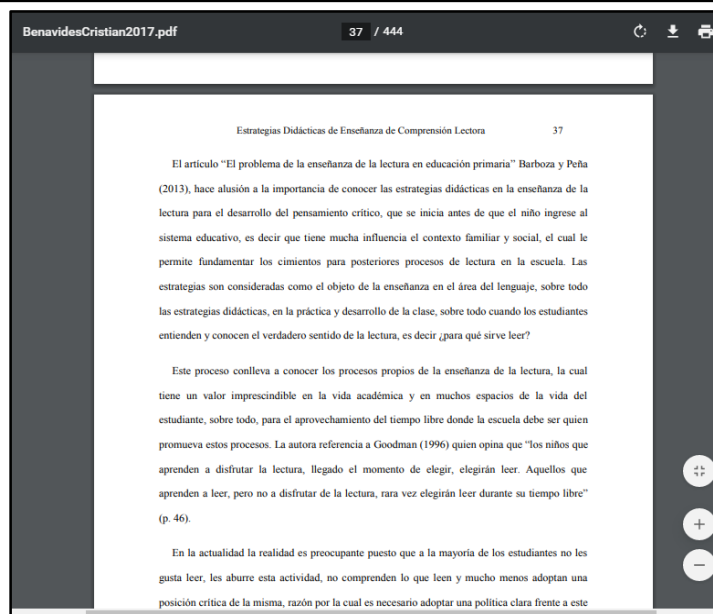 BenavidesCristian2017.pdf
37 / 444
Estrategias Didácticas de Enseñanza de Comprensión Lectora 37
El artículo “El problema de la enseñanza de la lectura en educación primaria” Barboza y Peña
(2013), hace alusión a la importancia de conocer las estrategias didácticas en la enseñanza de la
lectura para el desarrollo del pensamiento crítico, que se inicia antes de que el niño ingrese al
sistema educativo, es decir que tiene mucha influencia el contexto familiar y social, el cual le
permite fundamentar los cimientos para posteriores procesos de lectura en la escuela. Las
estrategias son consideradas como el objeto de la enseñanza en el área del lenguaje, sobre todo
las estrategias didácticas, en la práctica y desarrollo de la clase, sobre todo cuando los estudiantes
entienden y conocen el verdadero sentido de la lectura, es decir ¿para qué sirve leer?
Este proceso conlleva a conocer los procesos propios de la enseñanza de la lectura, la cual
tiene un valor imprescindible en la vida académica y en muchos espacios de la vida del
estudiante, sobre todo, para el aprovechamiento del tiempo libre donde la escuela debe ser quien
promueva estos procesos. La autora referencia a Goodman (1996) quien opina que “los niños que
aprenden a disfrutar la lectura, llegado el momento de elegir, elegirán leer. Aquellos que
aprenden a leer, pero no a disfrutar de la lectura, rara vez elegirán leer durante su tiempo libre”
(p. 46).
En la actualidad la realidad es preocupante puesto que a la mayoría de los estudiantes no les
gusta leer, les aburre esta actividad, no comprenden lo que leen y mucho menos adoptan una
posición crítica de la misma, razón por la cual es necesario adoptar una política clara frente a este